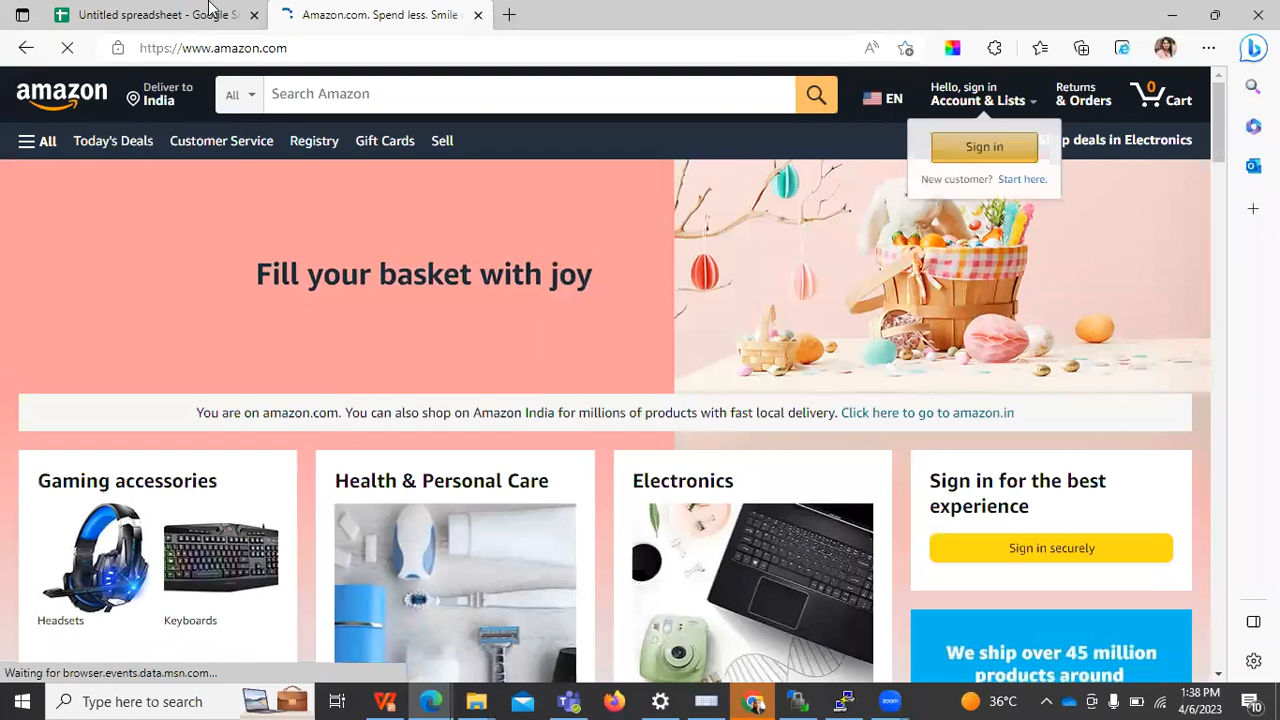 Untitled spreadsheet - Google S
Amazon.com. Spend less. Smile
https://www.amazon.com
amazon
Deliver to
India
All
Search Amazon
EN
Hello, sign in
Account & Lists
Returns
& Orders
0
Cart
All
Today's Deals
Customer Service
Registry
Gift Cards
Sell
p deals in Electronics
Sign in
New customer? Start here.
Fill your basket with joy
You are on amazon.com. You can also shop on Amazon India for millions of products with fast local delivery. Click here to go to amazon.in
Gaming accessories
Headsets
Keyboards
Health & Personal Care
Electronics
Sign in for the best
experience
Sign in securely
We ship over 45 million
products around
Waiting for browser.events.data.msn.com...
Type here to search
zoom
36°C
1:38 PM
4/6/2023
10